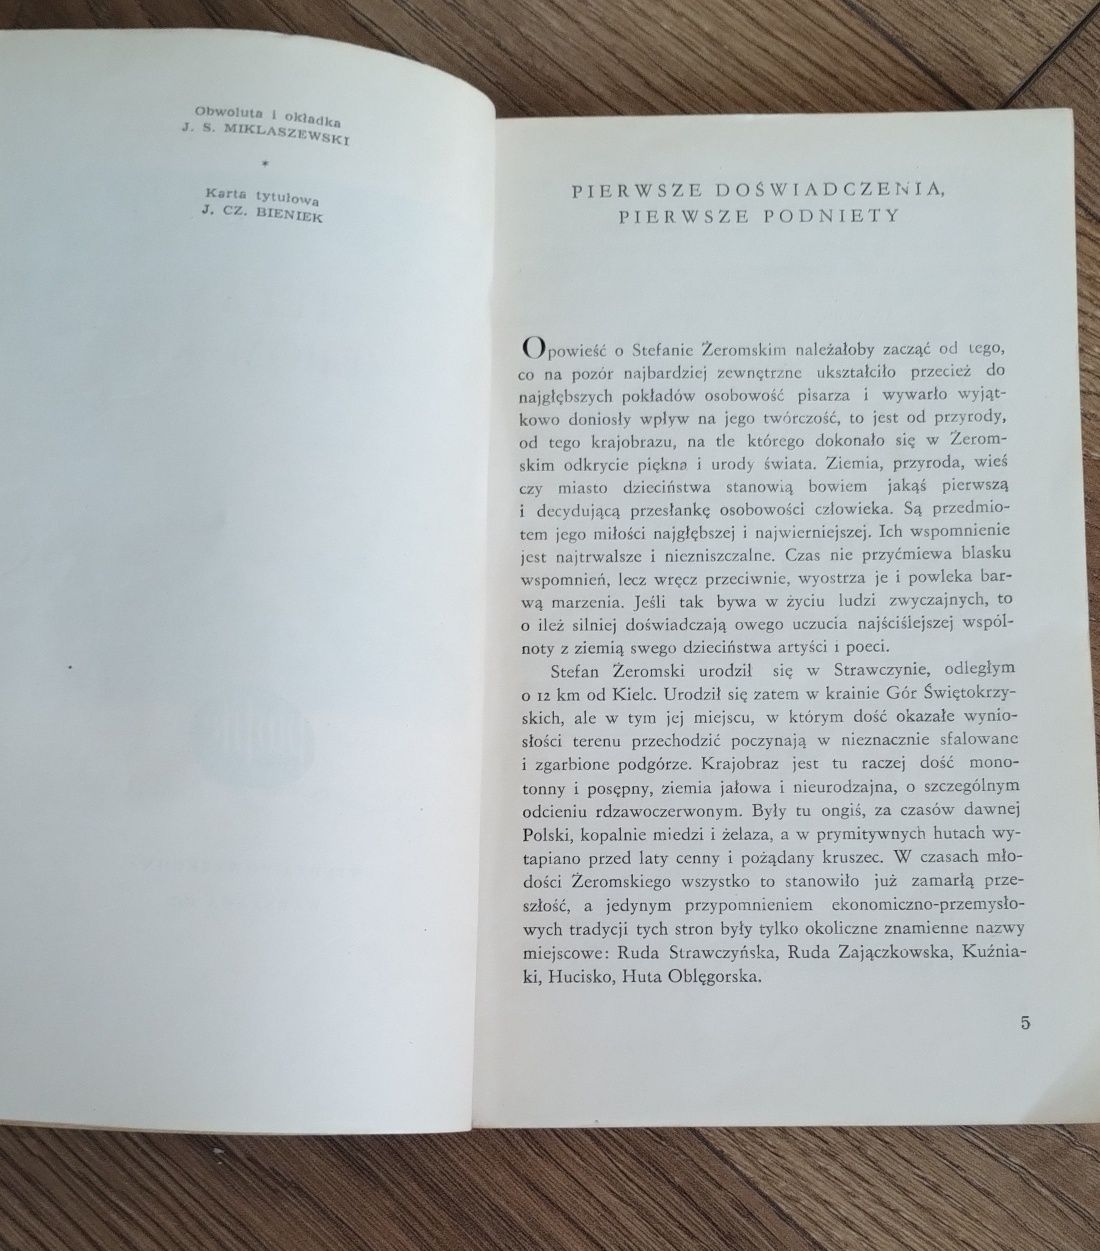 Obwoluta i okładka
J. S. MIKLASZEWSKI
*
Karta tytułowa
J. CZ. BIENIEK
PIERWSZE DOŚWIADCZENIA,
PIERWSZE PODNIETY
Opowieść o Stefanie Żeromskim należałoby zacząć od tego,
co na pozór najbardziej zewnętrzne ukształciło przecież do
najgłębszych pokładów osobowość pisarza i wywarło wyjąt-
kowo doniosły wpływ na jego twórczość, to jest od przyrody,
od tego krajobrazu, na tle którego dokonało się w Żerom-
skim odkrycie piękna i urody świata. Ziemia, przyroda, wieś
czy miasto dzieciństwa stanowią bowiem jakąś pierwszą
i decydującą przesłankę osobowości człowieka. Są przedmio-
tem jego miłości najgłębszej i najwierniejszej. Ich wspomnienie
jest najtrwalsze i niezniszczalne. Czas nie przyćmiewa blasku
wspomnień, lecz wręcz przeciwnie, wyostrza je i powleka bar-
wą marzenia. Jeśli tak bywa w życiu ludzi zwyczajnych, to
o ileż silniej doświadczają owego uczucia najściślejszej wspól-
noty z ziemią swego dzieciństwa artyści i poeci.
Stefan Żeromski urodził się w Strawczynie, odległym
o 12 km od Kielc. Urodził się zatem w krainie Gór Świętokrzy-
skich, ale w tym jej miejscu, w którym dość okazałe wynio-
słości terenu przechodzić poczynają w nieznacznie sfalowane
i zgarbione podgórze. Krajobraz jest tu raczej dość mono-
tonny i posępny, ziemia jałowa i nieurodzajna, o szczególnym
odcieniu rdzawoczerwonym. Były tu ongiś, za czasów dawnej
Polski, kopalnie miedzi i żelaza, a w prymitywnych hutach wy-
tapiano przed laty cenny i pożądany kruszec. W czasach mło-
dości Żeromskiego wszystko to stanowiło już zamarłą prze-
szłość, a jedynym przypomnieniem ekonomiczno-przemysło-
wych tradycji tych stron były tylko okoliczne znamienne nazwy
miejscowe: Ruda Strawczyńska, Ruda Zajączkowska, Kuźnia-
ki, Hucisko, Huta Oblęgorska.
5